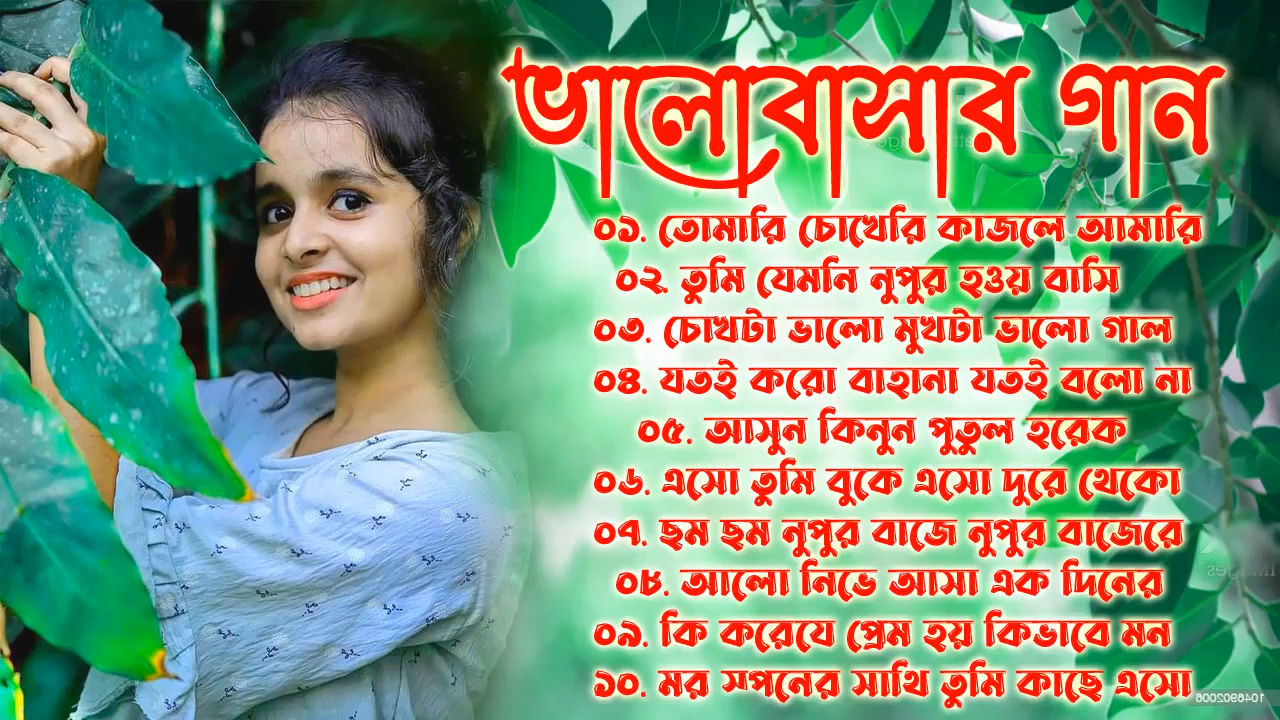 ভালোবাসার গান
০১. তোমারি চোখেরি কাজলে আমারি
০২. তুমি যেমনি নুপুর হওয় বাসি
০৩. চোখটা ভালো মুখটা ভালো গাল
০৪. যতই করো বাহানা যতই বলো না
০৫. আসুন কিনুন পুতুল হরেক
০৬. এসো তুমি বুকে এসো দুরে থেকো
০৭. ছম ছম নুপুর বাজে নুপুর বাজেরে
০৮. আলো নিভে আসা এক দিনের
০৯. কি করেযে প্রেম হয় কিভাবে মন
১০. মর সপনের সাথি তুমি কাছে এসো
1046902006